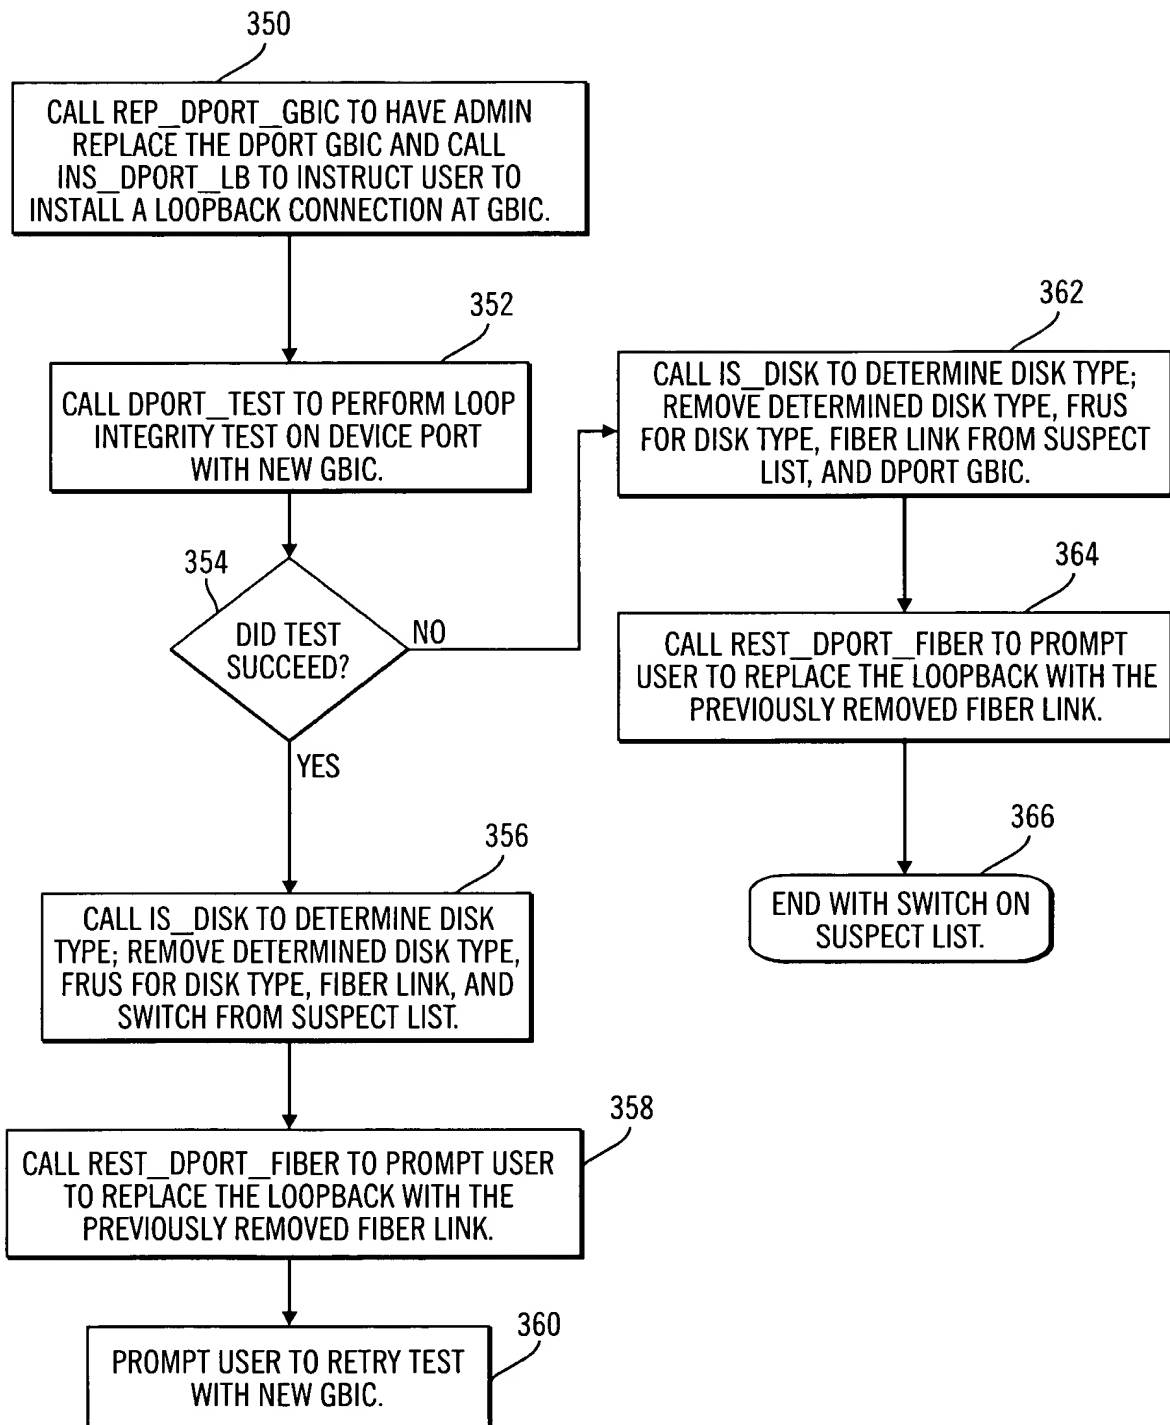 350
CALL REP_DPORT_GBIC TO HAVE ADMIN
REPLACE THE DPORT GBIC AND CALL
INS_DPORT_LB TO INSTRUCT USER TO
INSTALL A LOOPBACK CONNECTION AT GBIC.
352
CALL DPORT_TEST TO PERFORM LOOP
INTEGRITY TEST ON DEVICE PORT
WITH NEW GBIC.
354
DID TEST
SUCCEED?
NO
YES
356
CALL IS_DISK TO DETERMINE DISK
TYPE; REMOVE DETERMINED DISK TYPE,
FRUS FOR DISK TYPE, FIBER LINK, AND
SWITCH FROM SUSPECT LIST.
358
CALL REST_DPORT_FIBER TO PROMPT USER
TO REPLACE THE LOOPBACK WITH THE
PREVIOUSLY REMOVED FIBER LINK.
360
PROMPT USER TO RETRY TEST
WITH NEW GBIC.
362
CALL IS_DISK TO DETERMINE DISK TYPE;
REMOVE DETERMINED DISK TYPE, FRUS
FOR DISK TYPE, FIBER LINK FROM SUSPECT
LIST, AND DPORT GBIC.
364
CALL REST_DPORT_FIBER TO PROMPT
USER TO REPLACE THE LOOPBACK WITH THE
PREVIOUSLY REMOVED FIBER LINK.
366
END WITH SWITCH ON
SUSPECT LIST.